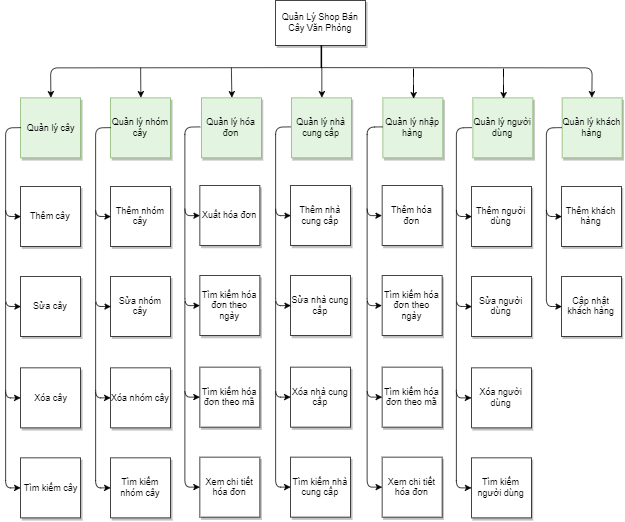 Quản Lý Shop Bán
Cây Văn Phòng
Quản lý cây
Quản lý nhóm
cây
Quản lý hóa
đơn
Quản lý nhà
cung cấp
Quản lý nhập
hàng
Quản lý người
dùng
Quản lý khách
hàng
Thêm cây
Thêm nhóm
cây
Xuất hóa đơn
Thêm nhà
cung cấp
Thêm hóa
đơn
Thêm người
dùng
Thêm khách
hàng
Sửa cây
Sửa nhóm
cây
Tìm kiếm hóa
đơn theo
ngày
Sửa nhà cung
cấp
Tìm kiếm hóa
đơn theo
ngày
Sửa người
dùng
Cập nhật
khách hàng
Xóa cây
Xóa nhóm cây
Tìm kiếm hóa
đơn theo mã
Xóa nhà cung
cấp
Tìm kiếm hóa
đơn theo mã
Xóa người
dùng
Tìm kiếm cây
Tìm kiếm
nhóm cây
Xem chi tiết
hóa đơn
Tìm kiếm nhà
cung cấp
Xem chi tiết
hóa đơn
Tìm kiếm
người dùng